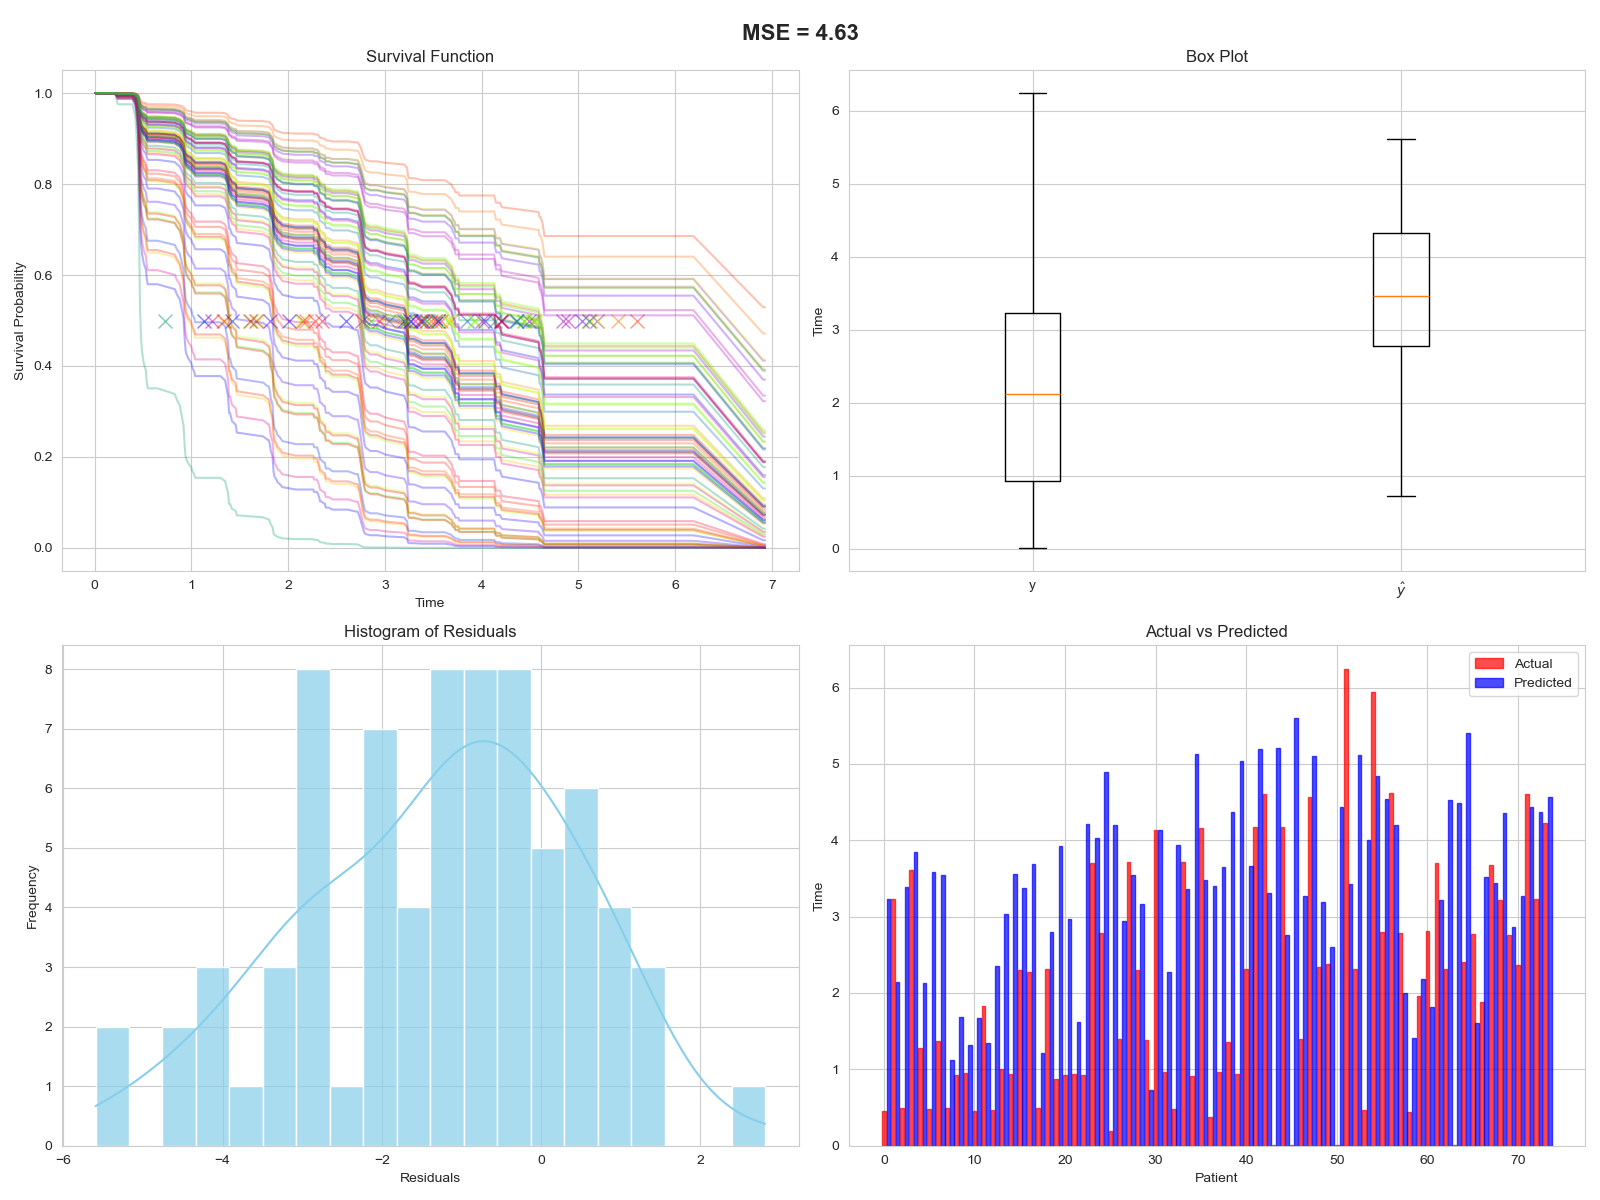 MSE = 4.63
Survival Function
Survival Probability
1.0
0.8
0.6
0.4
0.2
0.0
0 1 2 3 4 5 6 7
Time
Box Plot
Time
6
5
4
3
2
1
0
y ŷ
Histogram of Residuals
Frequency
8
7
6
5
4
3
2
1
0
−6 −4 −2 0 2
Residuals
Actual vs Predicted
Actual
Predicted
Time
6
5
4
3
2
1
0
0 10 20 30 40 50 60 70
Patient